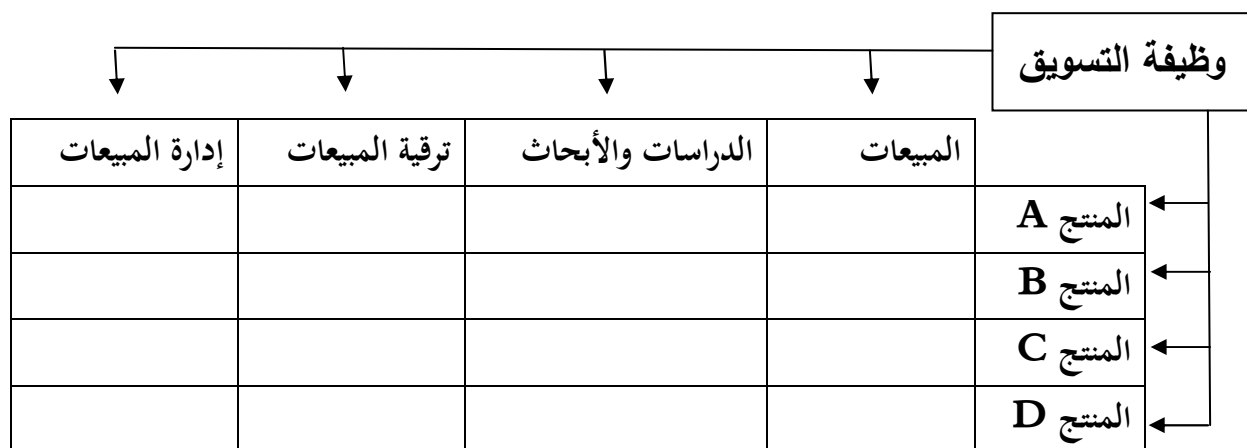 وظيفة التسويق
المبيعات الدراسات والأبحاث ترقية المبيعات إدارة المبيعات
المنتج A
المنتج B
المنتج C
المنتج D